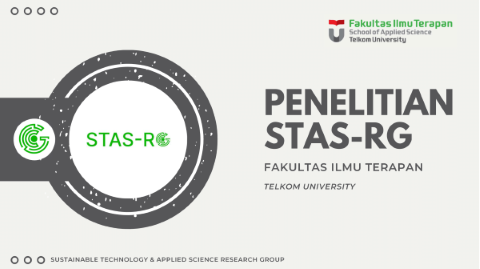 Fakultas Ilmu Terapan
School of Applied Science
Telkom University
STAS-RG
PENELITIAN
STAS-RG
FAKULTAS ILMU TERAPAN
TELKOM UNIVERSITY
SUSTAINABLE TECHNOLOGY & APPLIED SCIENCE RESEARCH GROUP